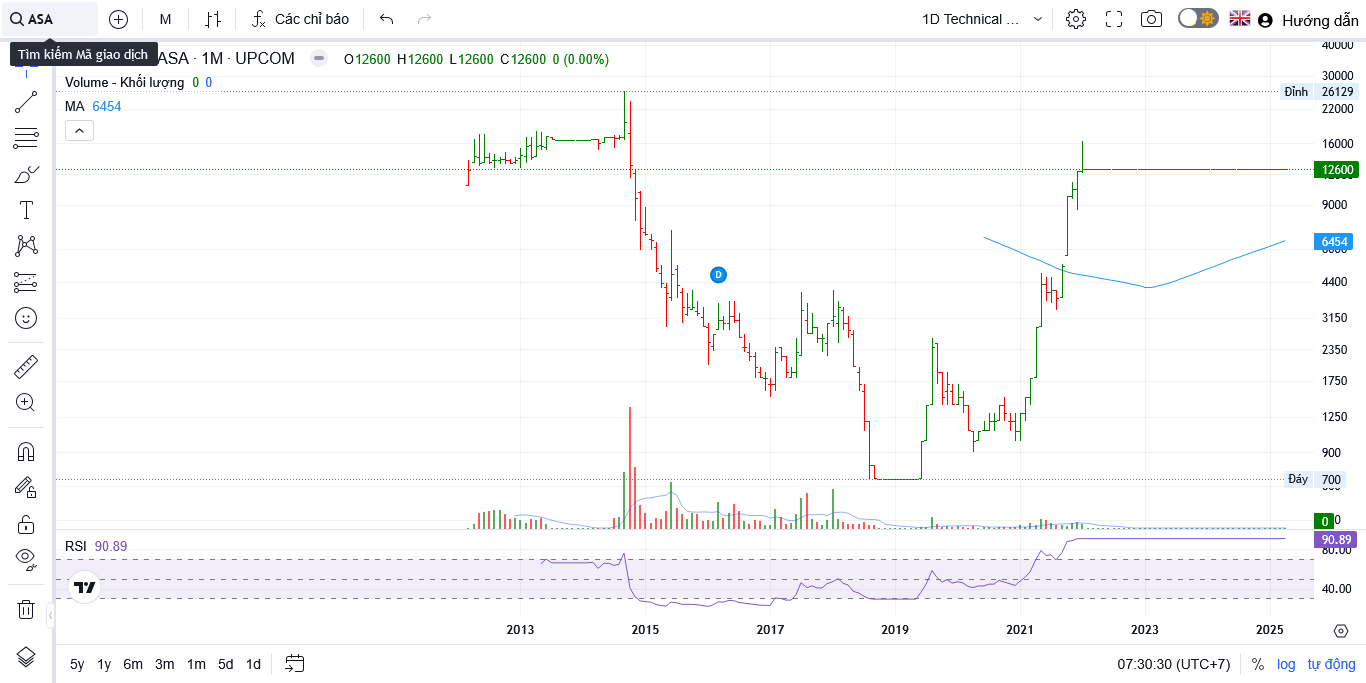 ASA
M
Các chỉ báo
1D Technical ...
Hướng dẫn
Tìm kiếm Mã giao dịch
ASA · 1M · UPCOM
O12600 H12600 L12600 C12600 0 (0.00%)
Volume - Khối lượng 0 0
MA 6454
40000
30000
Đỉnh 26129
22000
16000
12600
9000
6454
4400
3150
2350
1750
1250
900
Đáy 700
0
D
RSI 90.89
90.89
80.00
40.00
2013 2015 2017 2019 2021 2023 2025
5y 1y 6m 3m 1m 5d 1d
07:30:30 (UTC+7) % log tự động